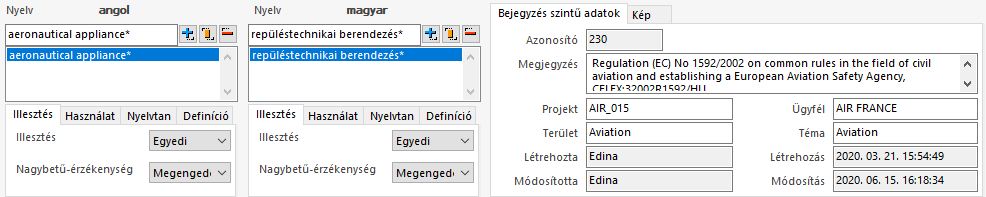 Nyelv angol
aeronautical appliance*
aeronautical appliance*
Illesztés Használat Nyelvtan Definíció
Illesztés Egyedi
Nagybetű-érzékenység Megengedő
Nyelv magyar
repüléstechnikai berendezés*
repüléstechnikai berendezés*
Illesztés Használat Nyelvtan Definíció
Illesztés Egyedi
Nagybetű-érzékenység Megengedő
Bejegyzés szintű adatok Kép
Azonosító 230
Megjegyzés Regulation (EC) No 1592/2002 on common rules in the field of civil
aviation and establishing a European Aviation Safety Agency,
CELEX:32002R1592/HU
Projekt AIR_015 Ügyfél AIR FRANCE
Terület Aviation Téma Aviation
Létrehozta Edina Létrehozás 2020. 03. 21. 15:54:49
Módosította Edina Módosítás 2020. 06. 15. 16:18:34